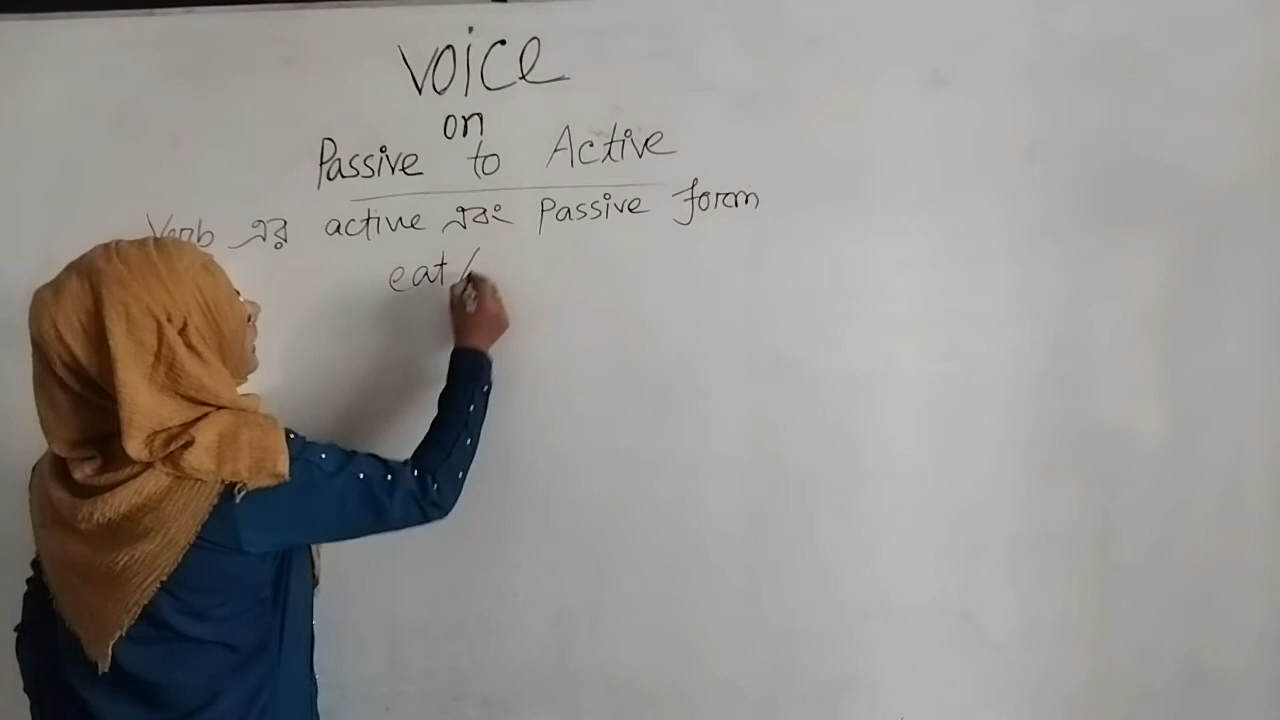 voice
on
Passive to Active
Verb এর active এবং Passive form
eat /